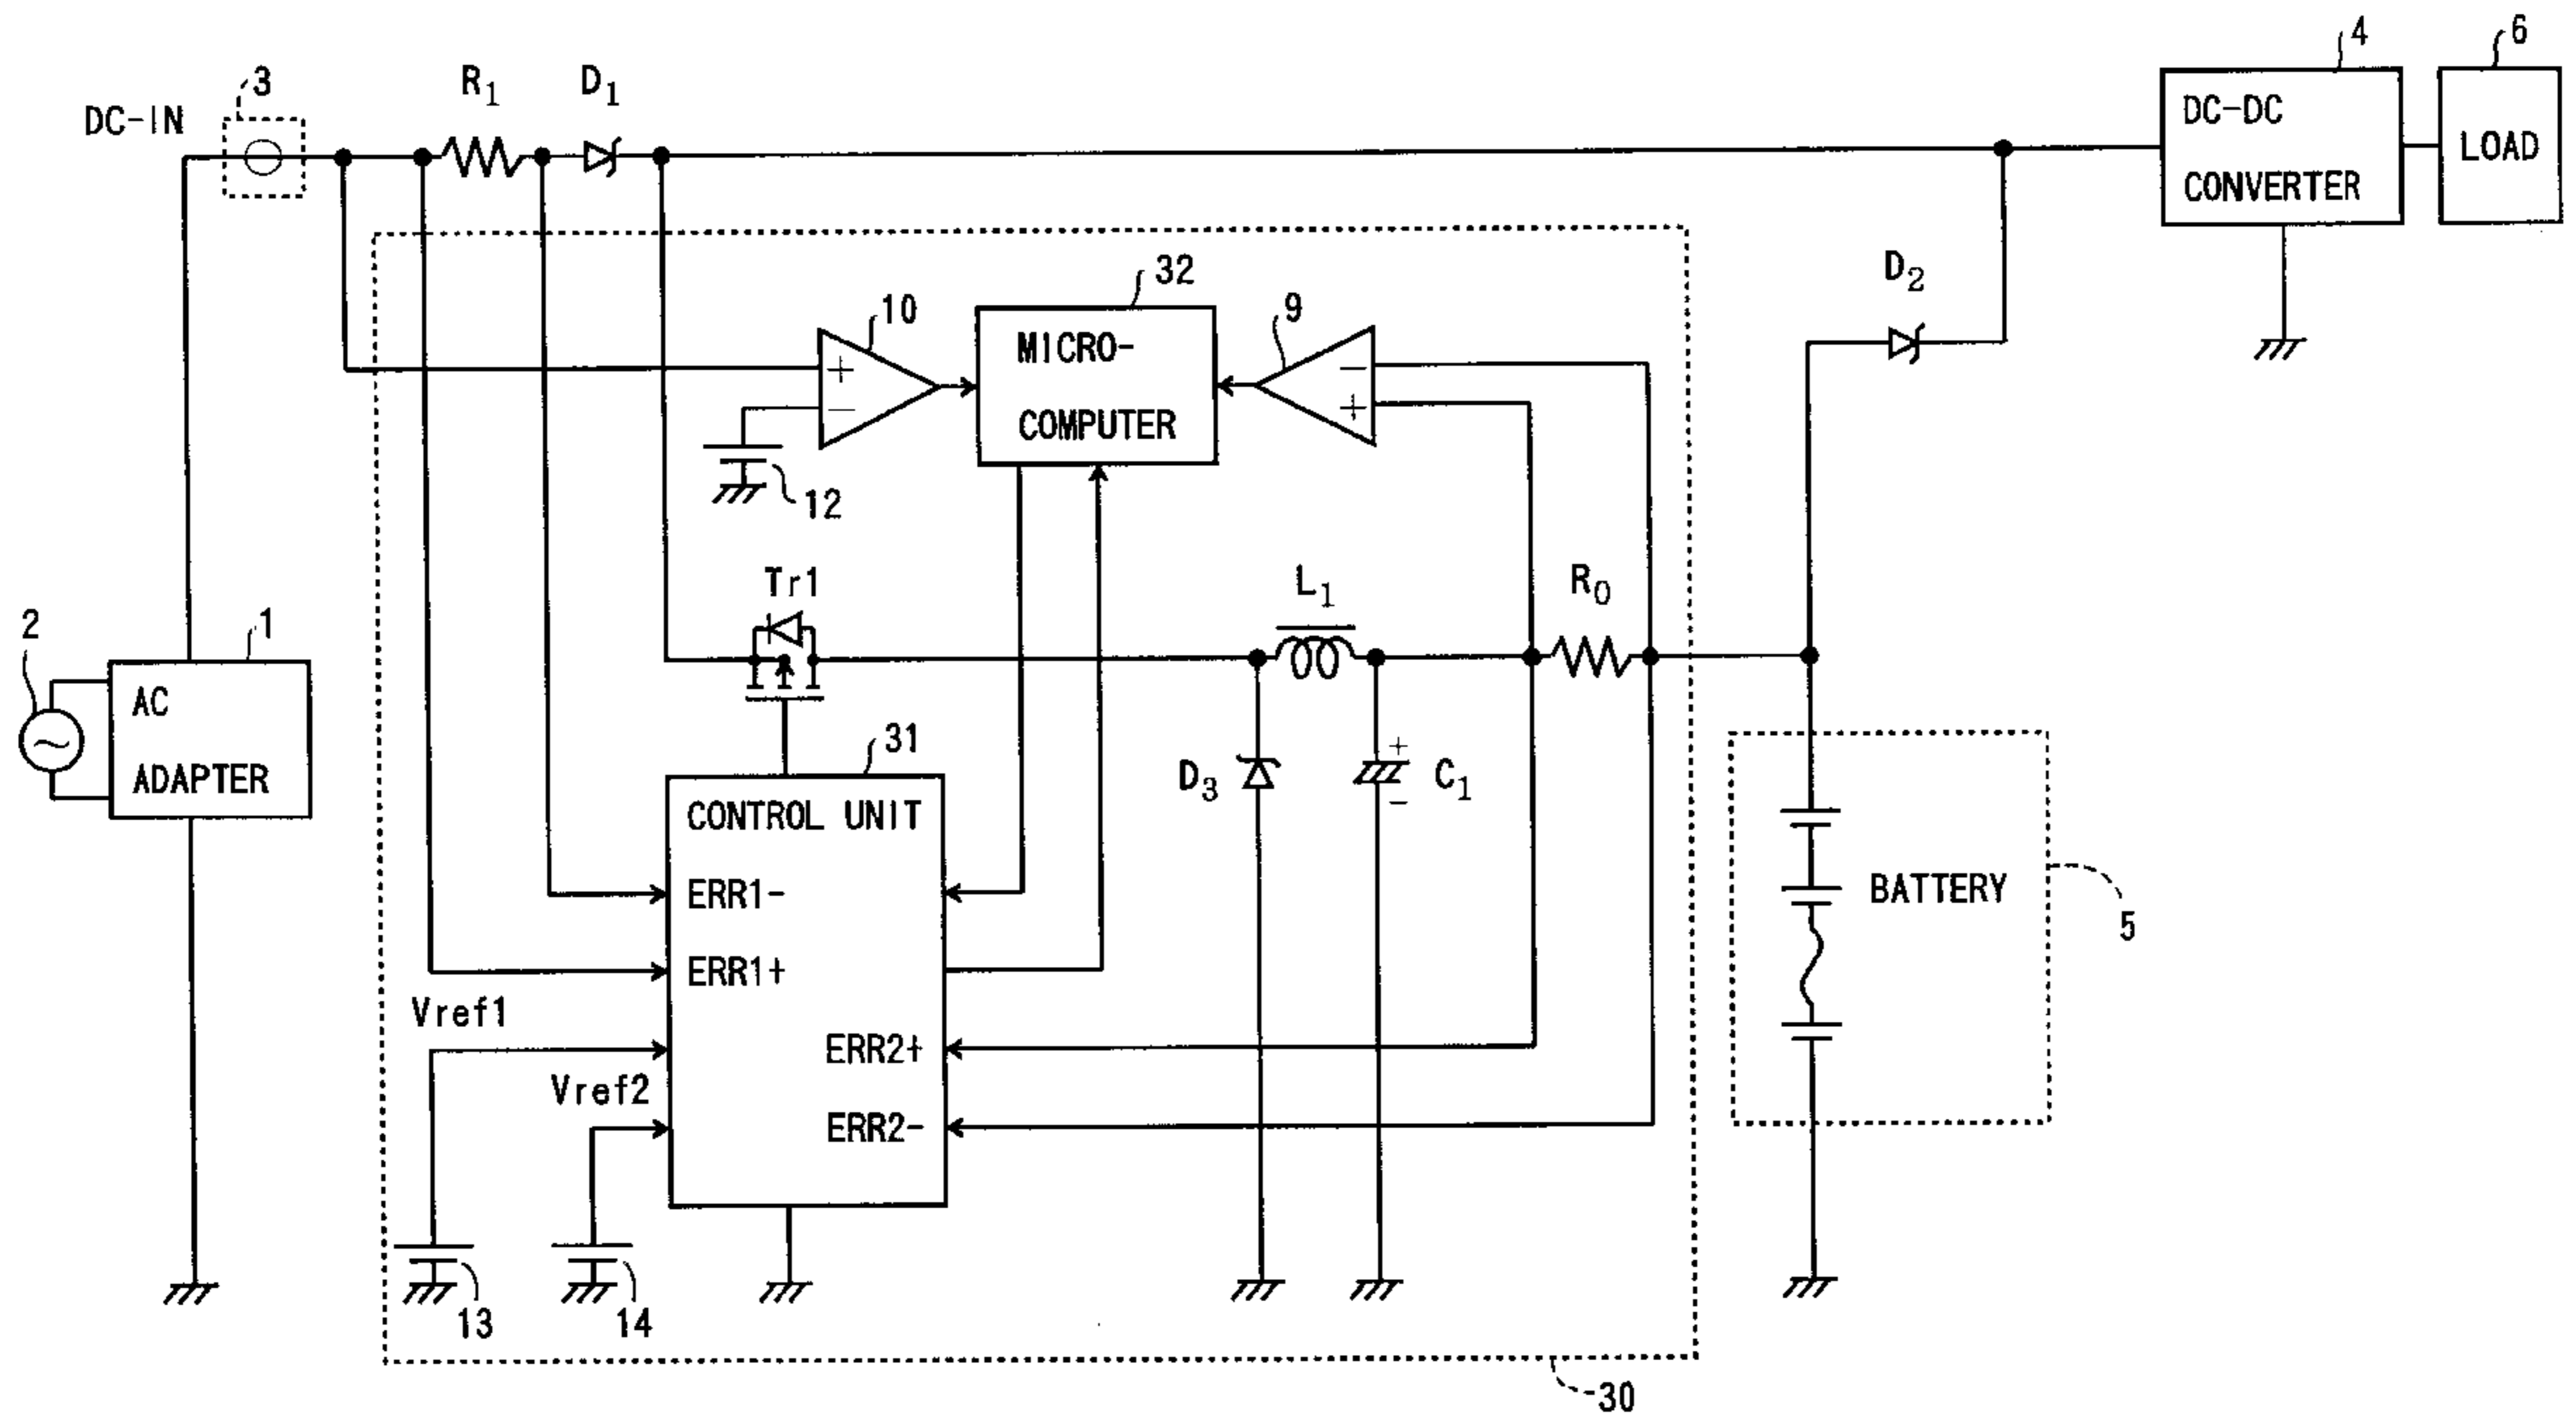 4
6
3
R1
D1
DC-IN
DC-DC
CONVERTER
LOAD
32
D2
10
9
+
−
MICRO-
COMPUTER
−
+
12
Tr1
L1
R0
2
1
AC
ADAPTER
31
D3
+
−
C1
CONTROL UNIT
ERR1-
ERR1+
BATTERY
5
Vref1
ERR2+
Vref2
ERR2-
13
14
30